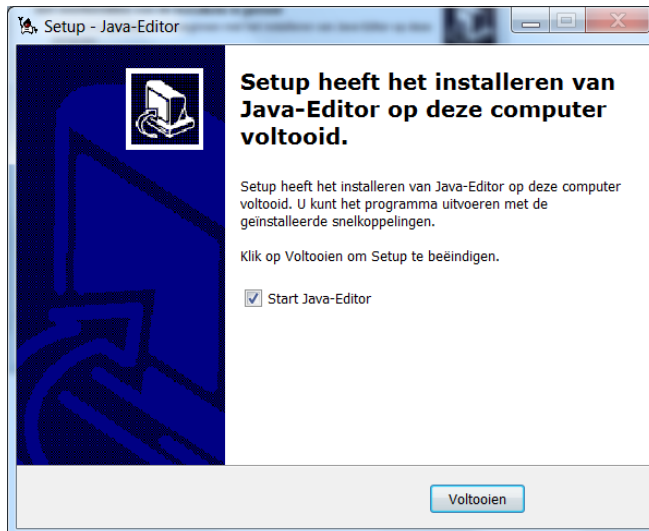 Setup - Java-Editor
Setup heeft het installeren van
Java-Editor op deze computer
voltooid.
Setup heeft het installeren van Java-Editor op deze computer
voltooid. U kunt het programma uitvoeren met de
geïnstalleerde snelkoppelingen.
Klik op Voltooien om Setup te beëindigen.
Start Java-Editor
Voltooien